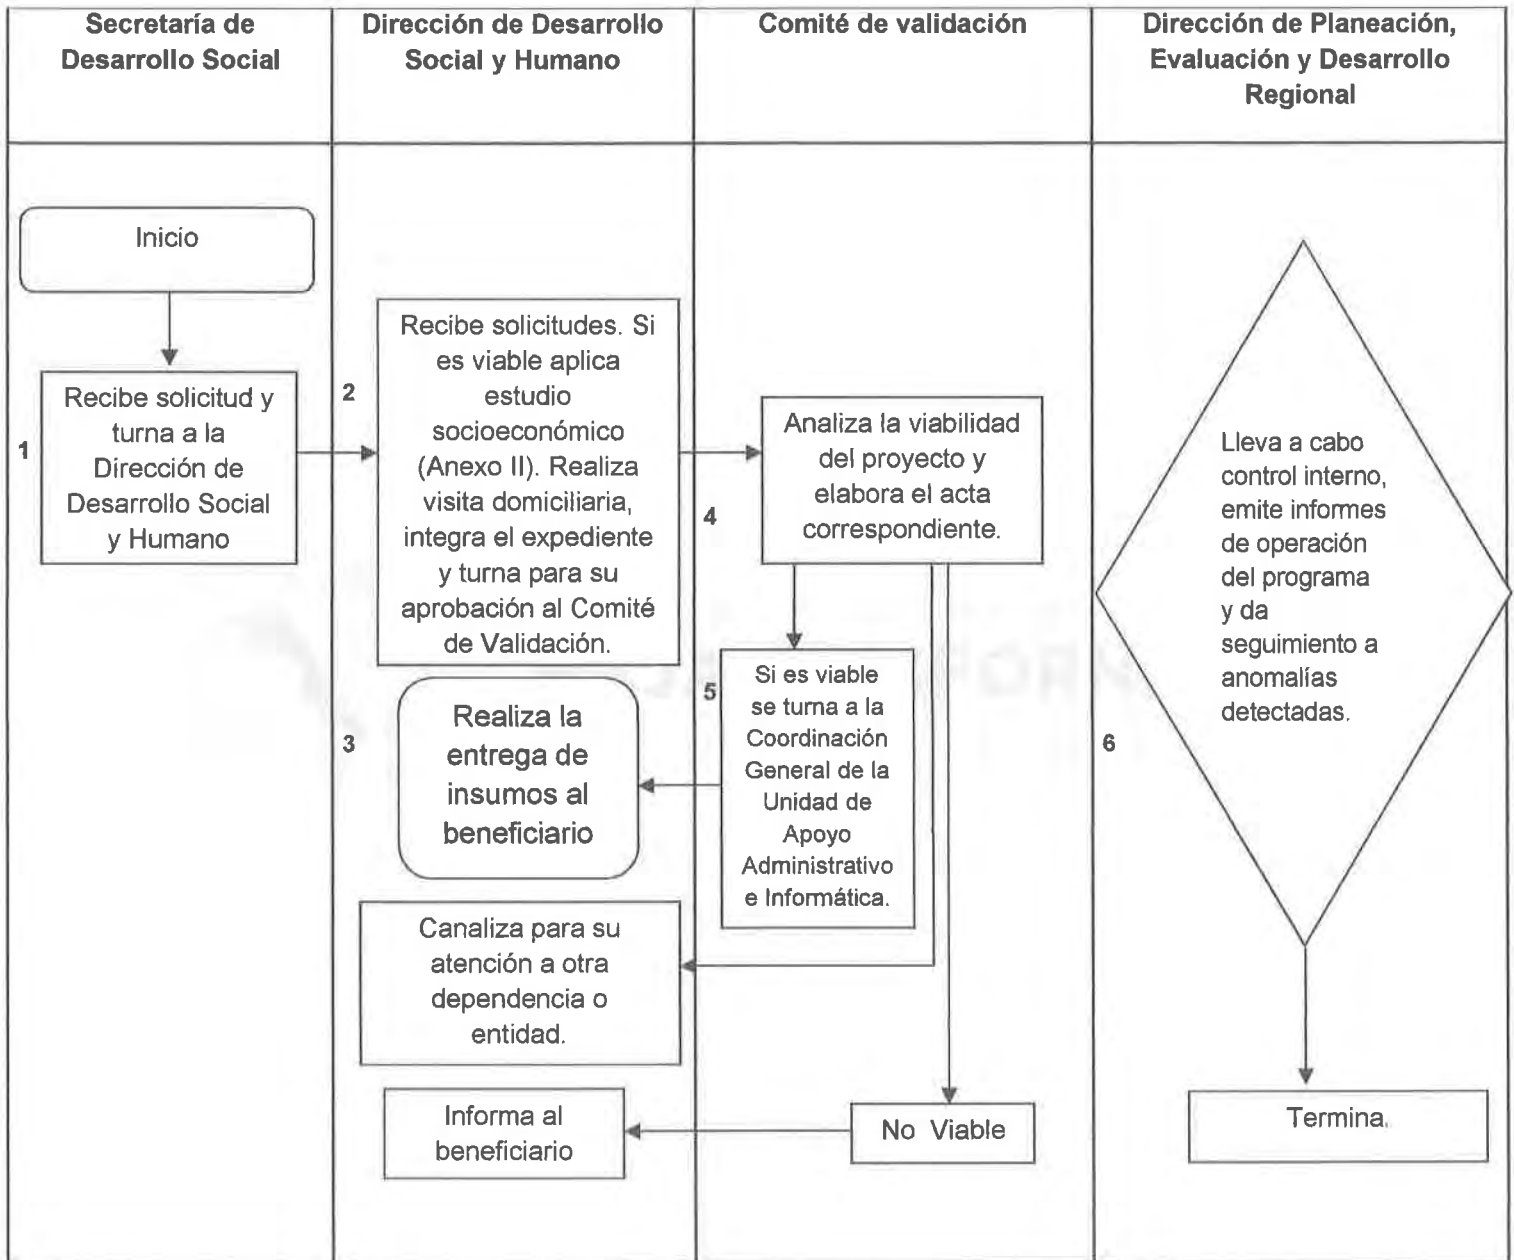 Secretaría de
Desarrollo Social
Dirección de Desarrollo
Social y Humano
Comité de validación
Dirección de Planeación,
Evaluación y Desarrollo
Regional
Inicio
1
Recibe solicitud y
turna a la
Dirección de
Desarrollo Social
y Humano
2
Recibe solicitudes. Si
es viable aplica
estudio
socioeconómico
(Anexo II). Realiza
visita domiciliaria,
integra el expediente
y turna para su
aprobación al Comité
de Validación.
3
Realiza la
entrega de
insumos al
beneficiario
Canaliza para su
atención a otra
dependencia o
entidad.
Informa al
beneficiario
4
Analiza la viabilidad
del proyecto y
elabora el acta
correspondiente.
5
Si es viable
se turna a la
Coordinación
General de la
Unidad de
Apoyo
Administrativo
e Informática.
No Viable
6
Lleva a cabo
control interno,
emite informes
de operación
del programa
y da
seguimiento a
anomalías
detectadas.
Termina.